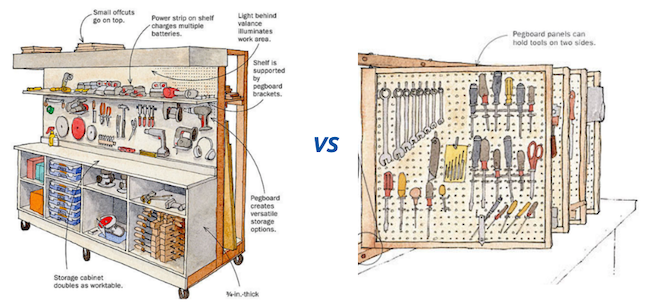 Small offcuts
go on top.
Power strip on shelf
charges multiple
batteries.
Light behind
valance
illuminates
work area.
Shelf is
supported
by
pegboard
brackets.
Pegboard
creates
versatile
storage
options.
Storage cabinet
doubles as worktable.
¾-in.-thick
VS
Pegboard panels can
hold tools on two sides.